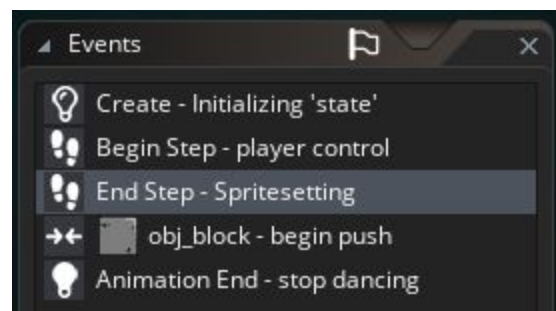 Events
Create - Initializing 'state'
Begin Step - player control
End Step - Spritesetting
obj_block - begin push
Animation End - stop dancing